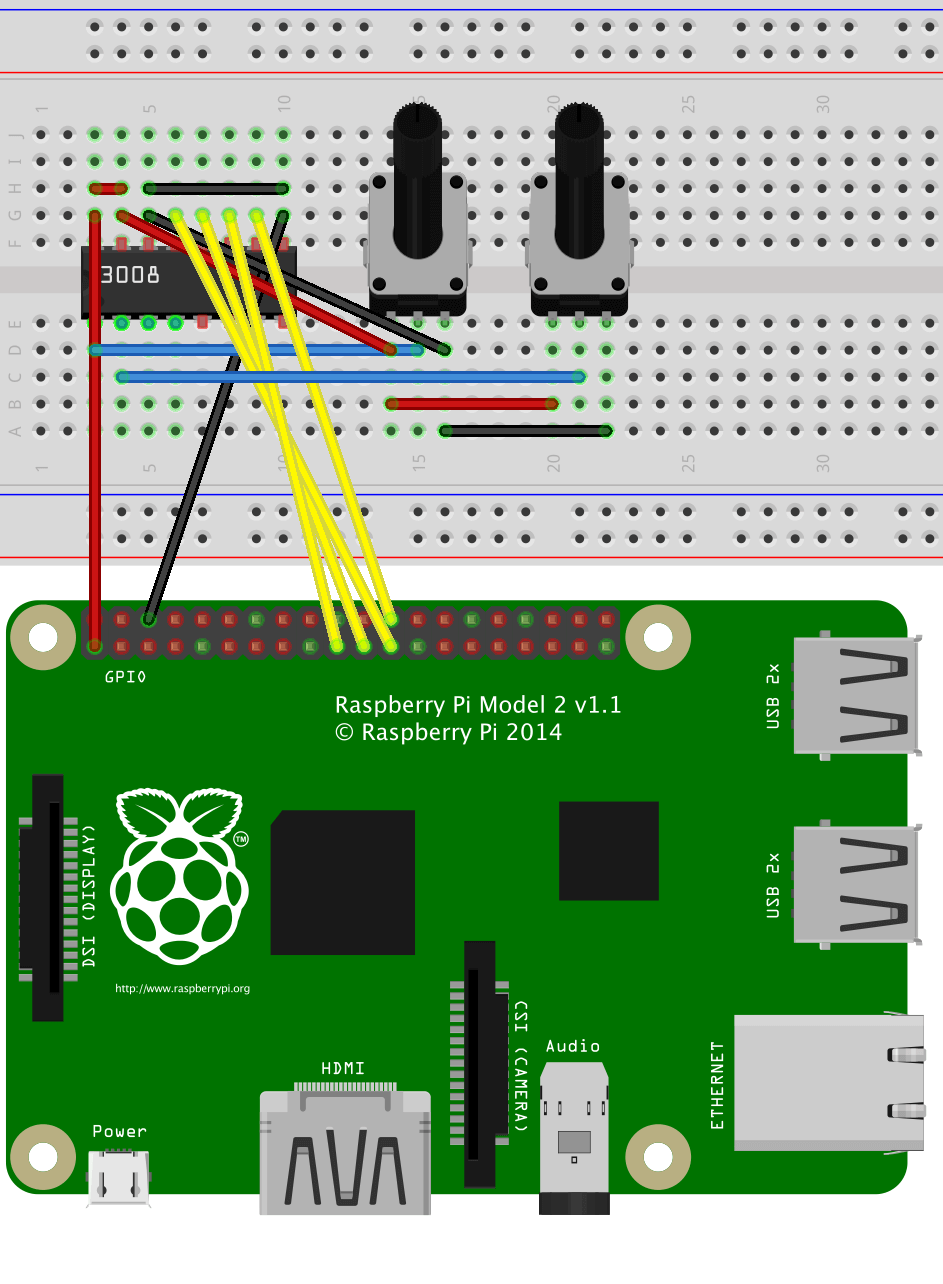 1 5 10 15 20 25 30
J
I
H
G
F
3008
E
D
C
B
A
1 5 10 15 20 25 30
GPIO
Raspberry Pi Model 2 v1.1
© Raspberry Pi 2014
USB 2x
DSI (DISPLAY)
TM
USB 2x
http://www.raspberrypi.org
CSI (CAMERA)
Audio
ETHERNET
HDMI
Power